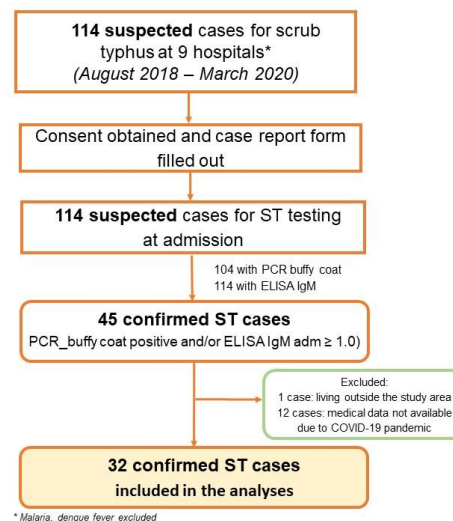 114 suspected cases for scrub
typhus at 9 hospitals*
(August 2018 – March 2020)
Consent obtained and case report form
filled out
114 suspected cases for ST testing
at admission
104 with PCR buffy coat
114 with ELISA IgM
45 confirmed ST cases
PCR_buffy coat positive and/or ELISA IgM adm ≥ 1.0)
Excluded:
1 case: living outside the study area
12 cases: medical data not available
due to COVID-19 pandemic
32 confirmed ST cases
included in the analyses
* Malaria, dengue fever excluded